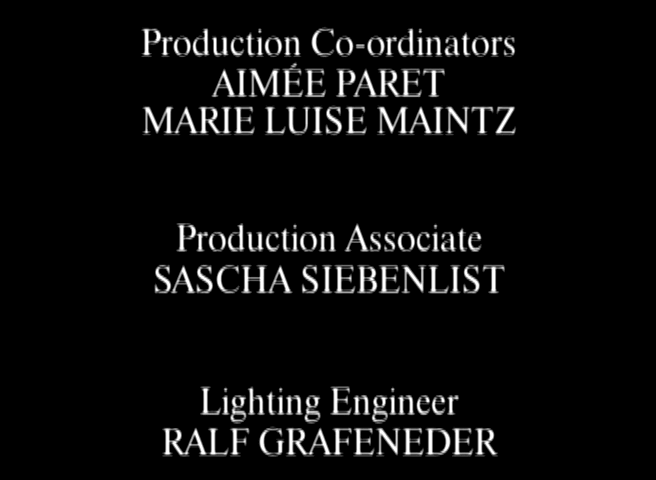 Production Co-ordinators
AIMÉE PARET
MARIE LUISE MAINTZ
Production Associate
SASCHA SIEBENLIST
Lighting Engineer
RALF GRAFENEDER